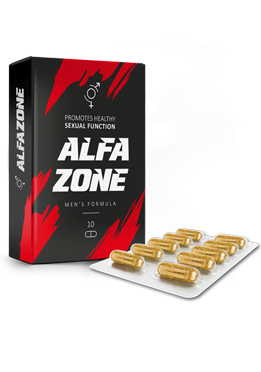 PROMOTES HEALTHY
SEXUAL FUNCTION
ALFA
ZONE
MEN'S FORMULA
10
ALFAZONE